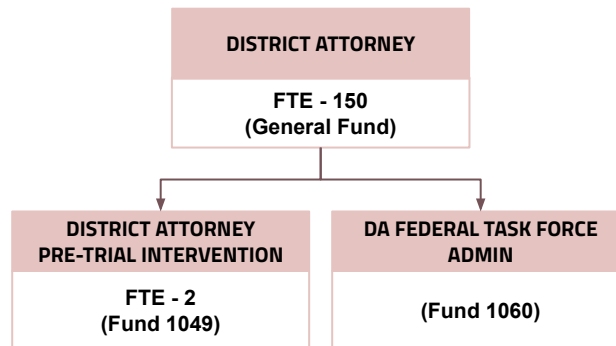 DISTRICT ATTORNEY
FTE - 150
(General Fund)
DISTRICT ATTORNEY
PRE-TRIAL INTERVENTION
FTE - 2
(Fund 1049)
DA FEDERAL TASK FORCE
ADMIN
(Fund 1060)